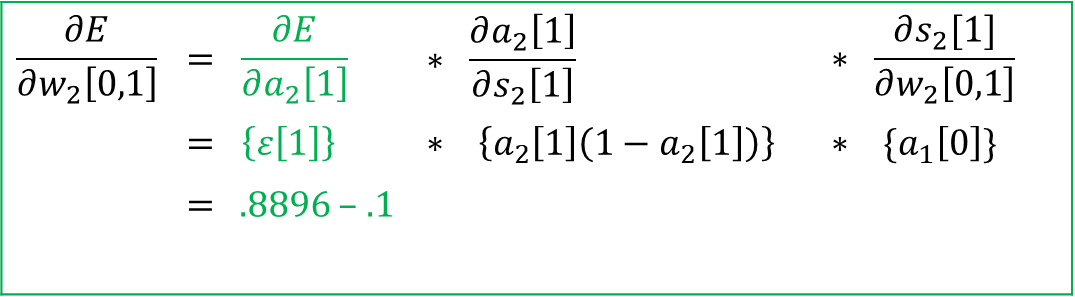 ∂E/∂w₂[0,1] = ∂E/∂a₂[1] * ∂a₂[1]/∂s₂[1] * ∂s₂[1]/∂w₂[0,1]
= {ε[1]} * {a₂[1](1 − a₂[1])} * {a₁[0]}
= .8896 – .1